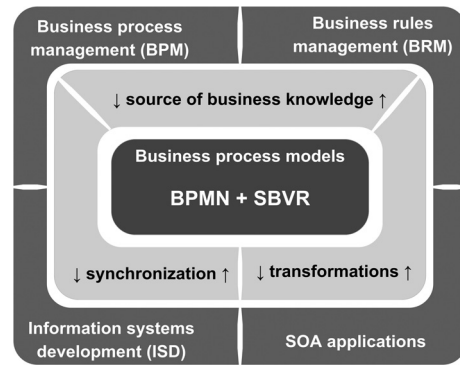 Business process
management (BPM)
Business rules
management (BRM)
↓ source of business knowledge ↑
Business process models
BPMN + SBVR
↓ synchronization ↑
↓ transformations ↑
Information systems
development (ISD)
SOA applications